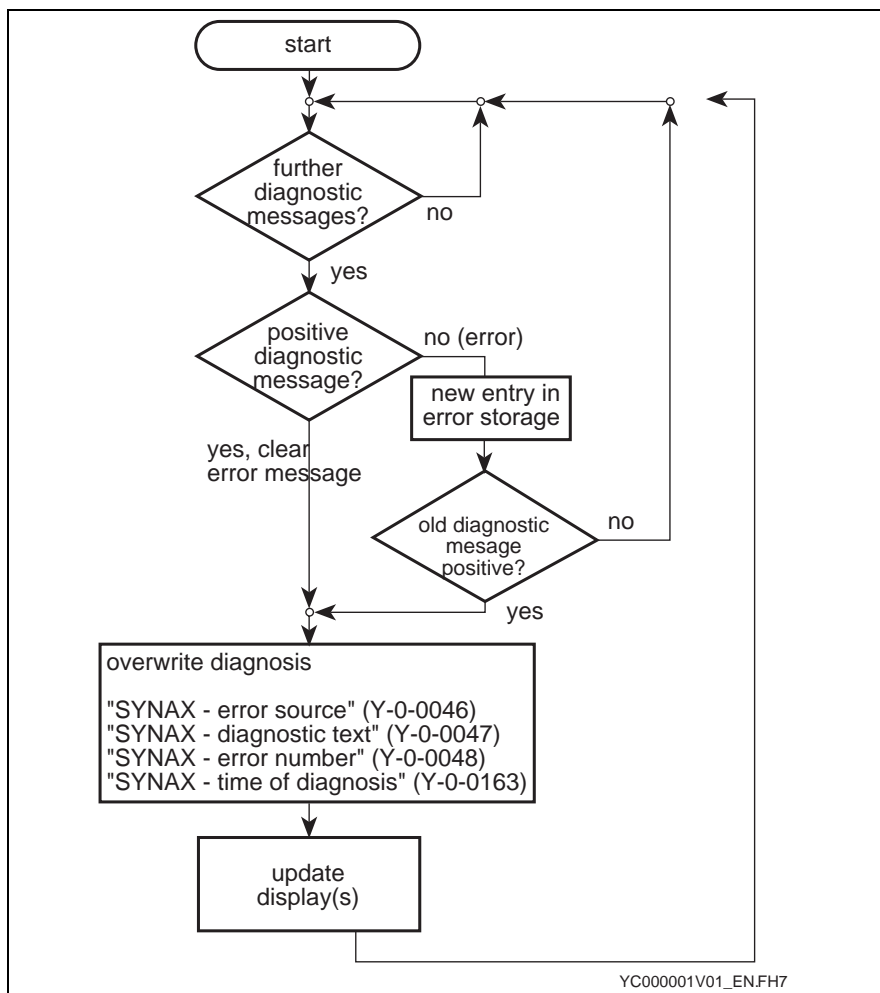 start
further
diagnostic
messages?
no
yes
positive
diagnostic
message?
no (error)
new entry in
error storage
yes, clear
error message
old diagnostic
mesage
positive?
no
yes
overwrite diagnosis
"SYNAX - error source" (Y-0-0046)
"SYNAX - diagnostic text" (Y-0-0047)
"SYNAX - error number" (Y-0-0048)
"SYNAX - time of diagnosis" (Y-0-0163)
update
display(s)
YC000001V01_EN.FH7